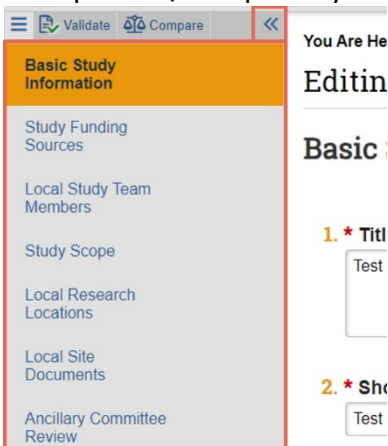 Validate Compare
You Are He
Basic Study
Information
Editin
Study Funding
Sources
Basic
Local Study Team
Members
1. * Titl
Study Scope
Test
Local Research
Locations
Local Site
Documents
2. * Sho
Ancillary Committee
Review
Test